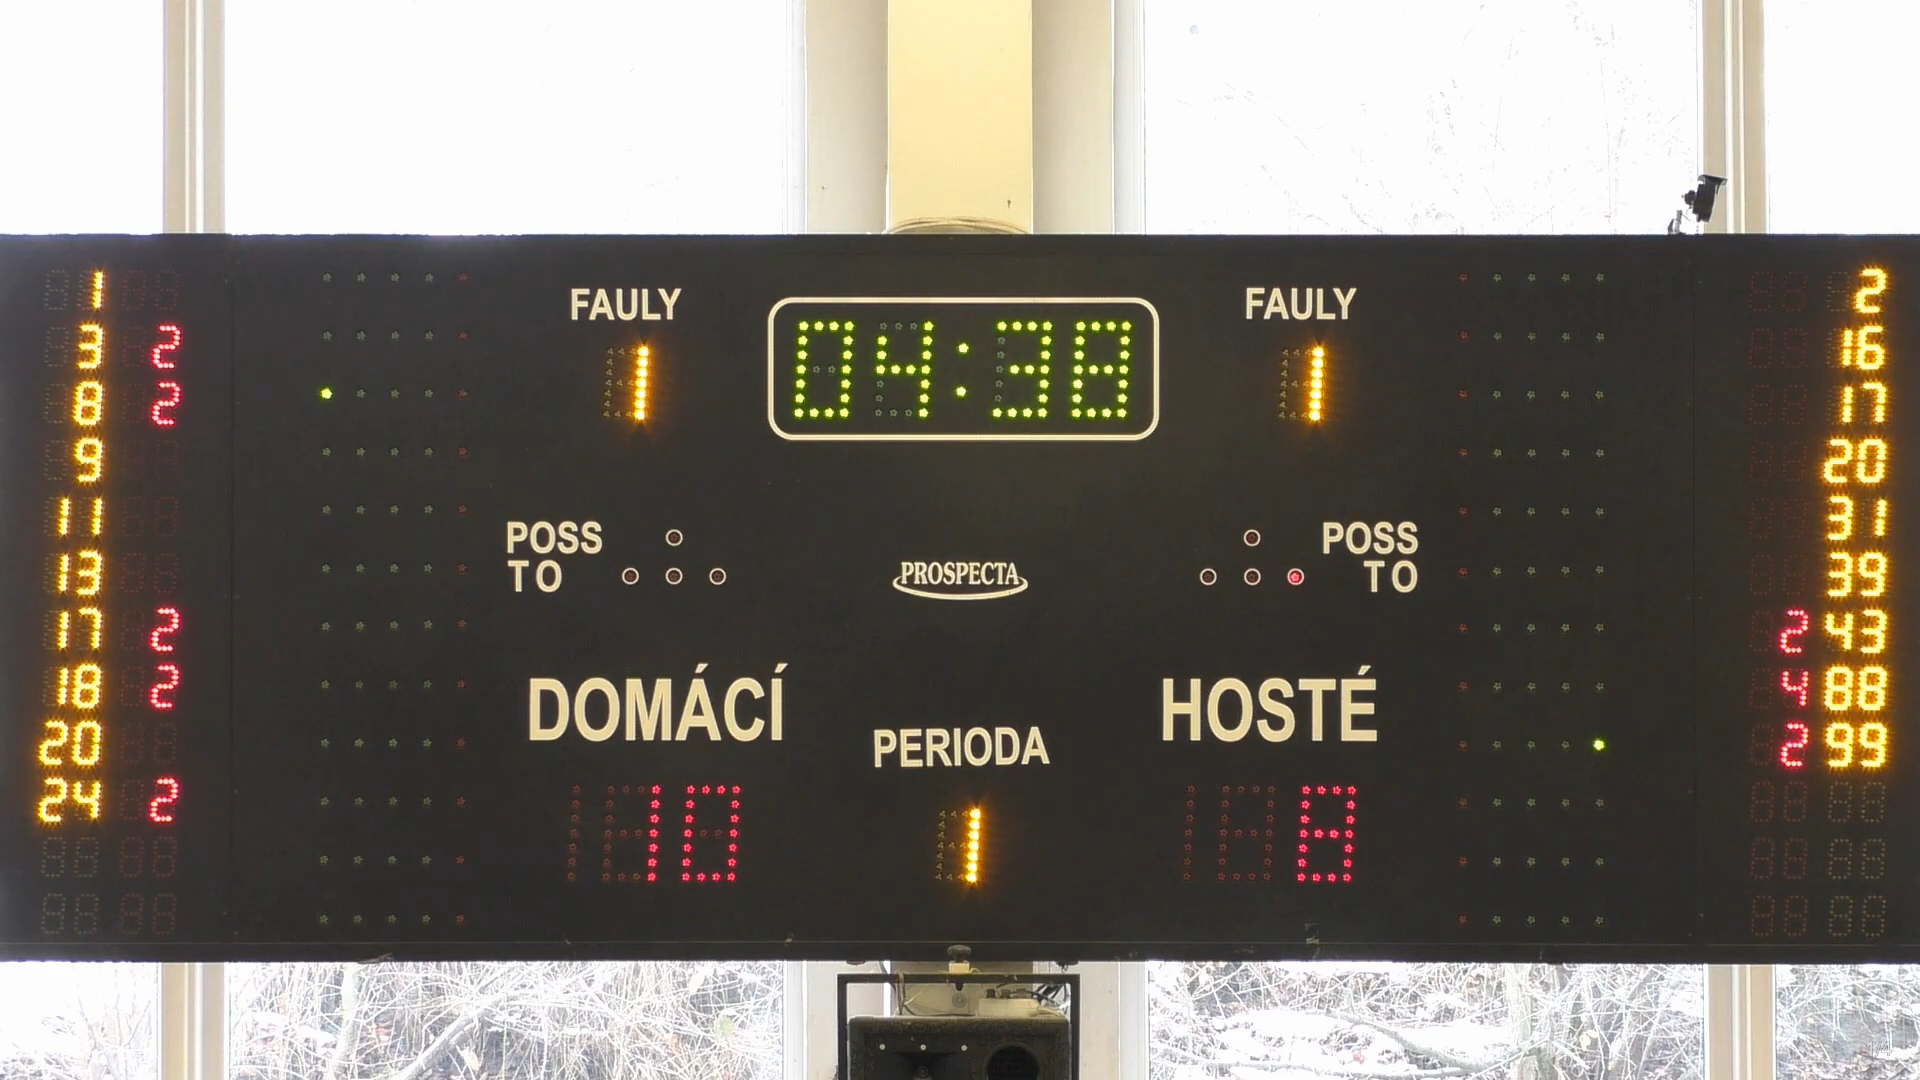 1
3 2
8 2
9
11
13
17 2
18 2
20
24 2
FAULY
1
04:38
FAULY
1
POSS
TO
PROSPECTA
POSS
TO
DOMÁCÍ
10
PERIODA
1
HOSTÉ
8
2
16
17
20
31
39
2 43
4 88
2 99